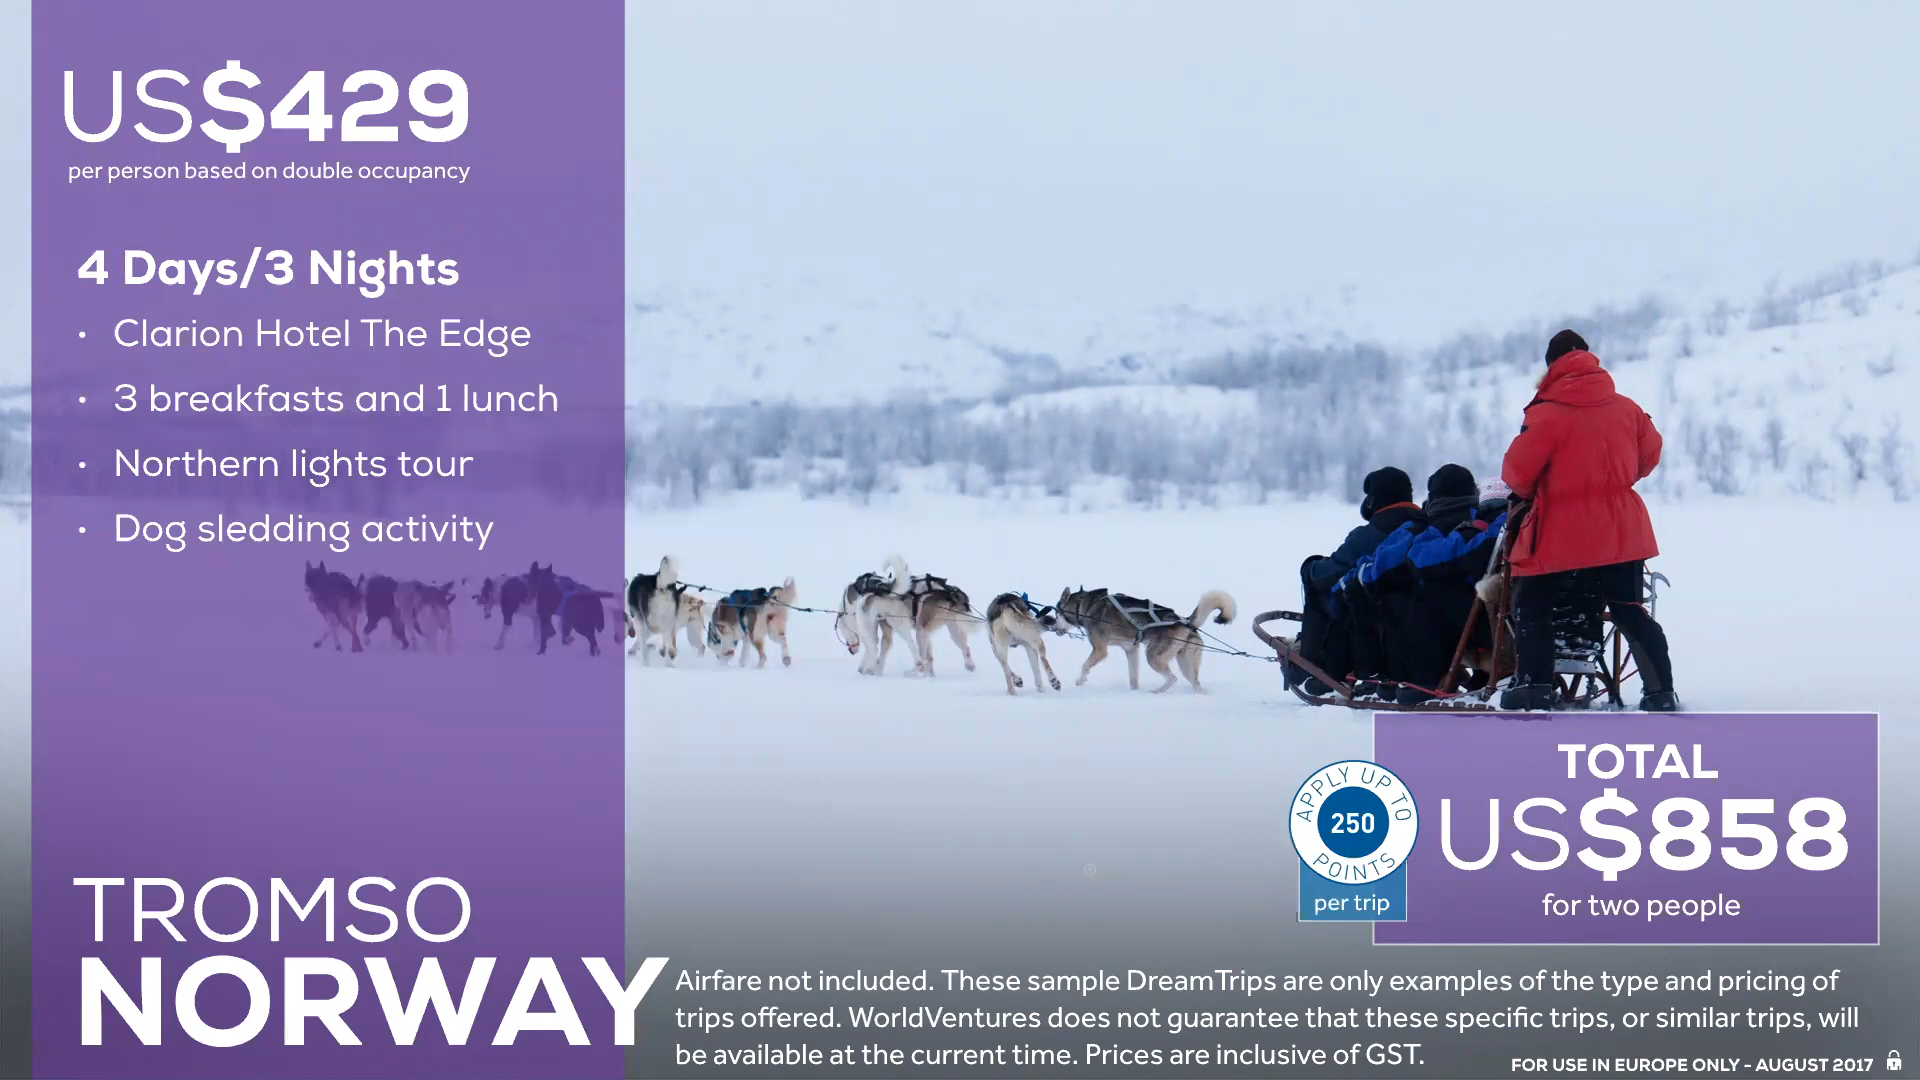 US$429
per person based on double occupancy
4 Days/3 Nights
• Clarion Hotel The Edge
• 3 breakfasts and 1 lunch
• Northern lights tour
• Dog sledding activity
TROMSO
NORWAY
APPLY UP TO
250
POINTS
per trip
TOTAL
US$858
for two people
Airfare not included. These sample DreamTrips are only examples of the type and pricing of
trips offered. WorldVentures does not guarantee that these specific trips, or similar trips, will
be available at the current time. Prices are inclusive of GST.
FOR USE IN EUROPE ONLY - AUGUST 2017